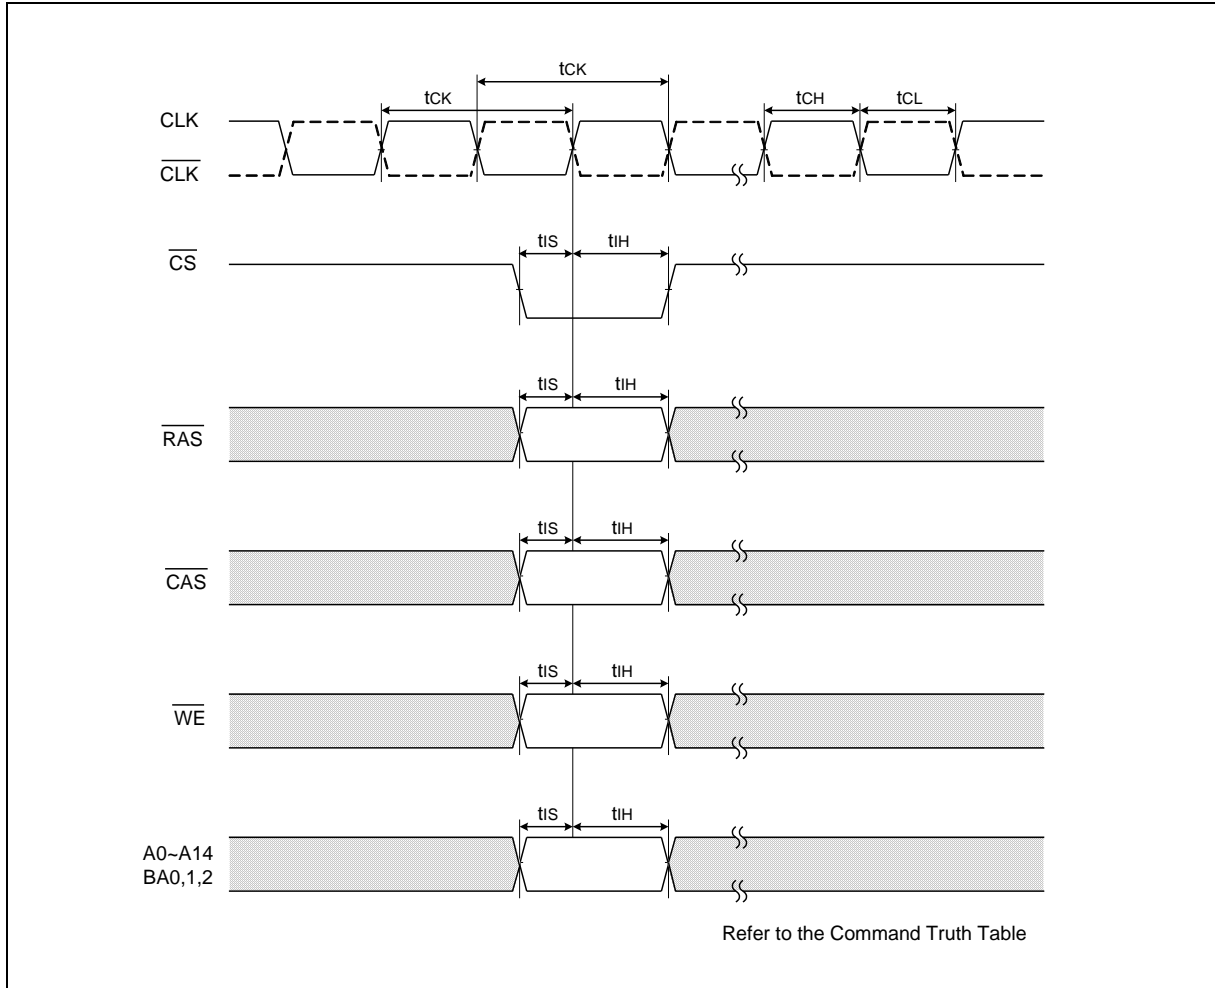 tCK
tCK tCH tCL
CLK
CLK
tIS tIH
CS
tIS tIH
RAS
tIS tIH
CAS
tIS tIH
WE
tIS tIH
A0~A14
BA0,1,2
Refer to the Command Truth Table